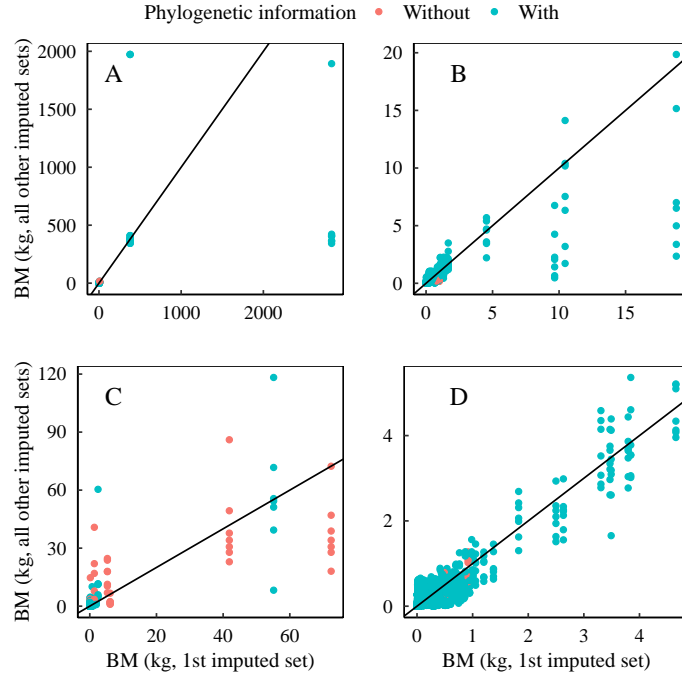 Phylogenetic information Without With
A
B
2000
1500
1000
500
0
0 1000 2000
20
15
10
5
0
0 5 10 15
BM (kg, all other imputed sets)
C
D
120
90
60
30
0
0 20 40 60
4
2
0
0 1 2 3 4
BM (kg, all other imputed sets)
BM (kg, 1st imputed set)
BM (kg, 1st imputed set)